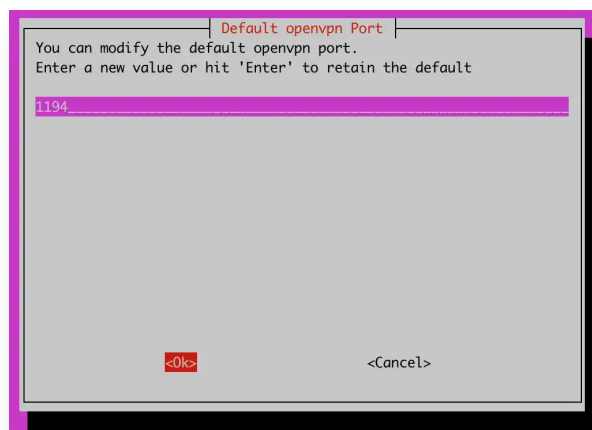 Default openvpn Port
You can modify the default openvpn port.
Enter a new value or hit 'Enter' to retain the default
1194
<Ok>
<Cancel>